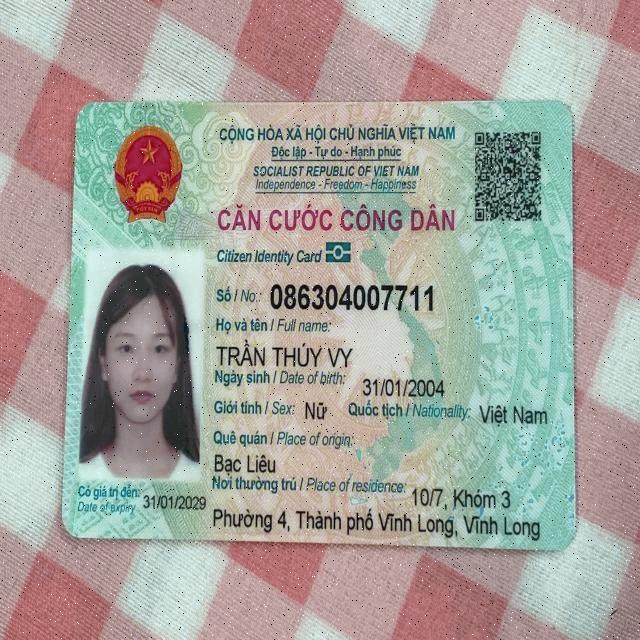 CỘNG HÒA XÃ HỘI CHỦ NGHĨA VIỆT NAM
Độc lập - Tự do - Hạnh phúc
SOCIALIST REPUBLIC OF VIET NAM
Independence - Freedom - Happiness
CĂN CƯỚC CÔNG DÂN
Citizen Identity Card
Số / No.: 086304007711
Họ và tên / Full name:
TRẦN THÚY VY
Ngày sinh / Date of birth: 31/01/2004
Giới tính / Sex: Nữ Quốc tịch / Nationality: Việt Nam
Quê quán / Place of origin:
Bạc Liêu
Nơi thường trú / Place of residence: 10/7, Khóm 3
Phường 4, Thành phố Vĩnh Long, Vĩnh Long
Có giá trị đến: 31/01/2029
Date of expiry